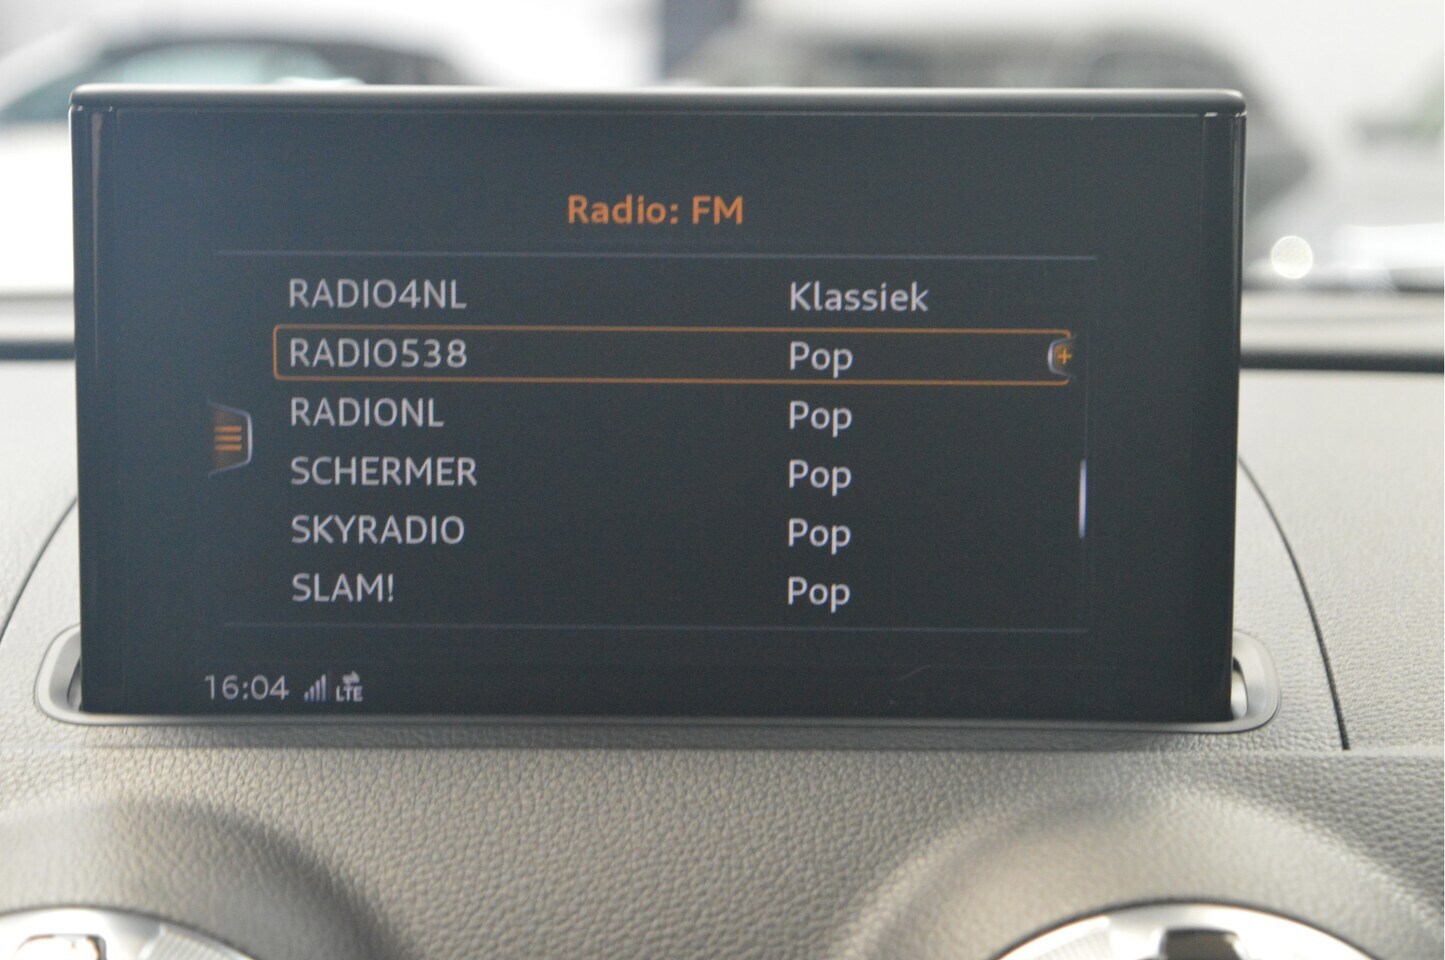 Radio: FM
RADIO4NL Klassiek
RADIO538 Pop
RADIONL Pop
SCHERMER Pop
SKYRADIO Pop
SLAM! Pop
16:04 LTE